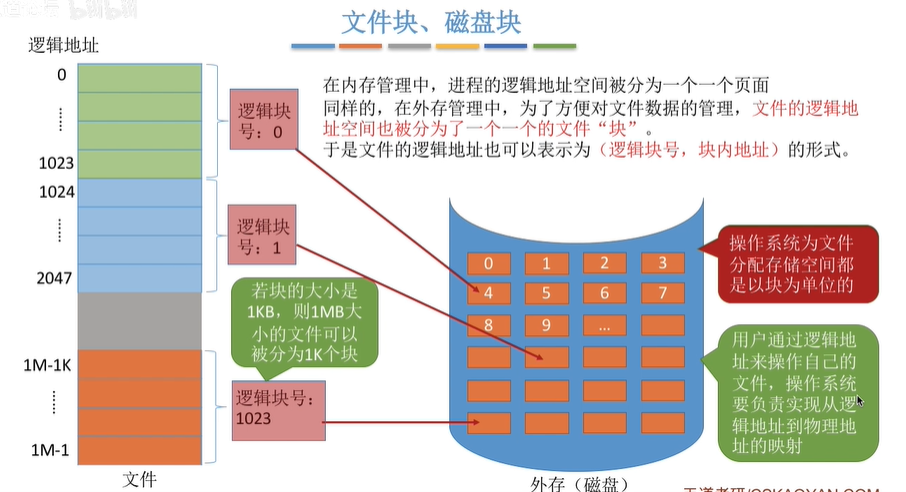 文件块、磁盘块
逻辑地址
0
……
1023
1024
……
2047
1M-1K
……
1M-1
文件
逻辑块
号：0
逻辑块
号：1
若块的大小是
1KB，则1MB大
小的文件可以
被分为1K个块
逻辑块号：
1023
在内存管理中，进程的逻辑地址空间被分为一个一个页面
同样的，在外存管理中，为了方便对文件数据的管理，文件的逻辑地
址空间也被分为了一个一个的文件“块”。
于是文件的逻辑地址也可以表示为（逻辑块号，块内地址）的形式。
0 1 2 3
4 5 6 7
8 9 ...
外存（磁盘）
操作系统为文件
分配存储空间都
是以块为单位的
用户通过逻辑地
址来操作自己的
文件，操作系统
要负责实现从逻
辑地址到物理地
址的映射
bilibili